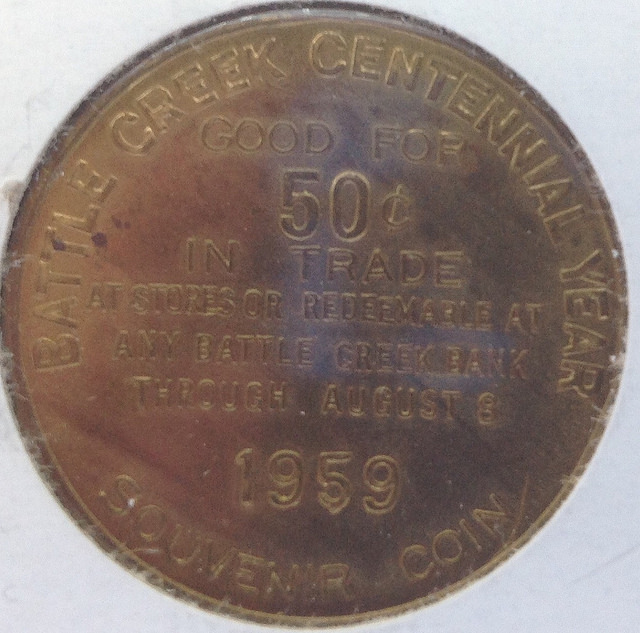 BATTLE CREEK CENTENNIAL YEAR
GOOD FOR
50¢
IN TRADE
AT STORES OR REDEEMABLE AT
ANY BATTLE CREEK BANK
THROUGH AUGUST 8
1959
SOUVENIR COIN